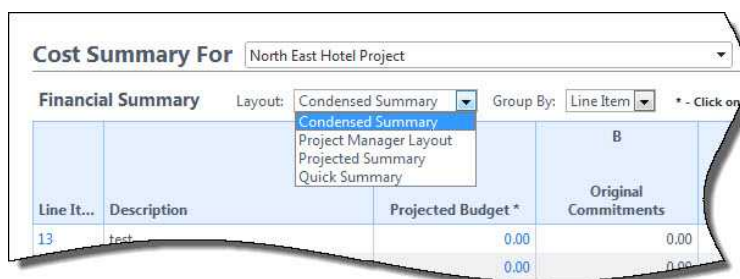 Cost Summary For North East Hotel Project
Financial Summary Layout: Condensed Summary Group By: Line Item * - Click on
Condensed Summary
Project Manager Layout
Projected Summary
Quick Summary
B
Line It... Description Projected Budget * Original Commitments
13 test 0.00 0.00
0.00 0.00